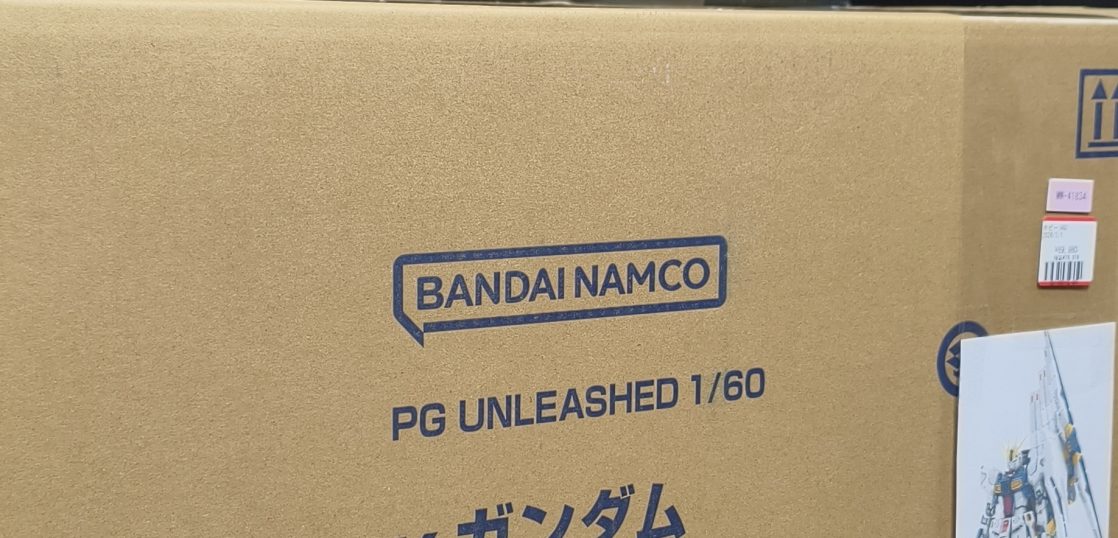 BANDAI NAMCO
PG UNLEASHED 1/60
ガンダム